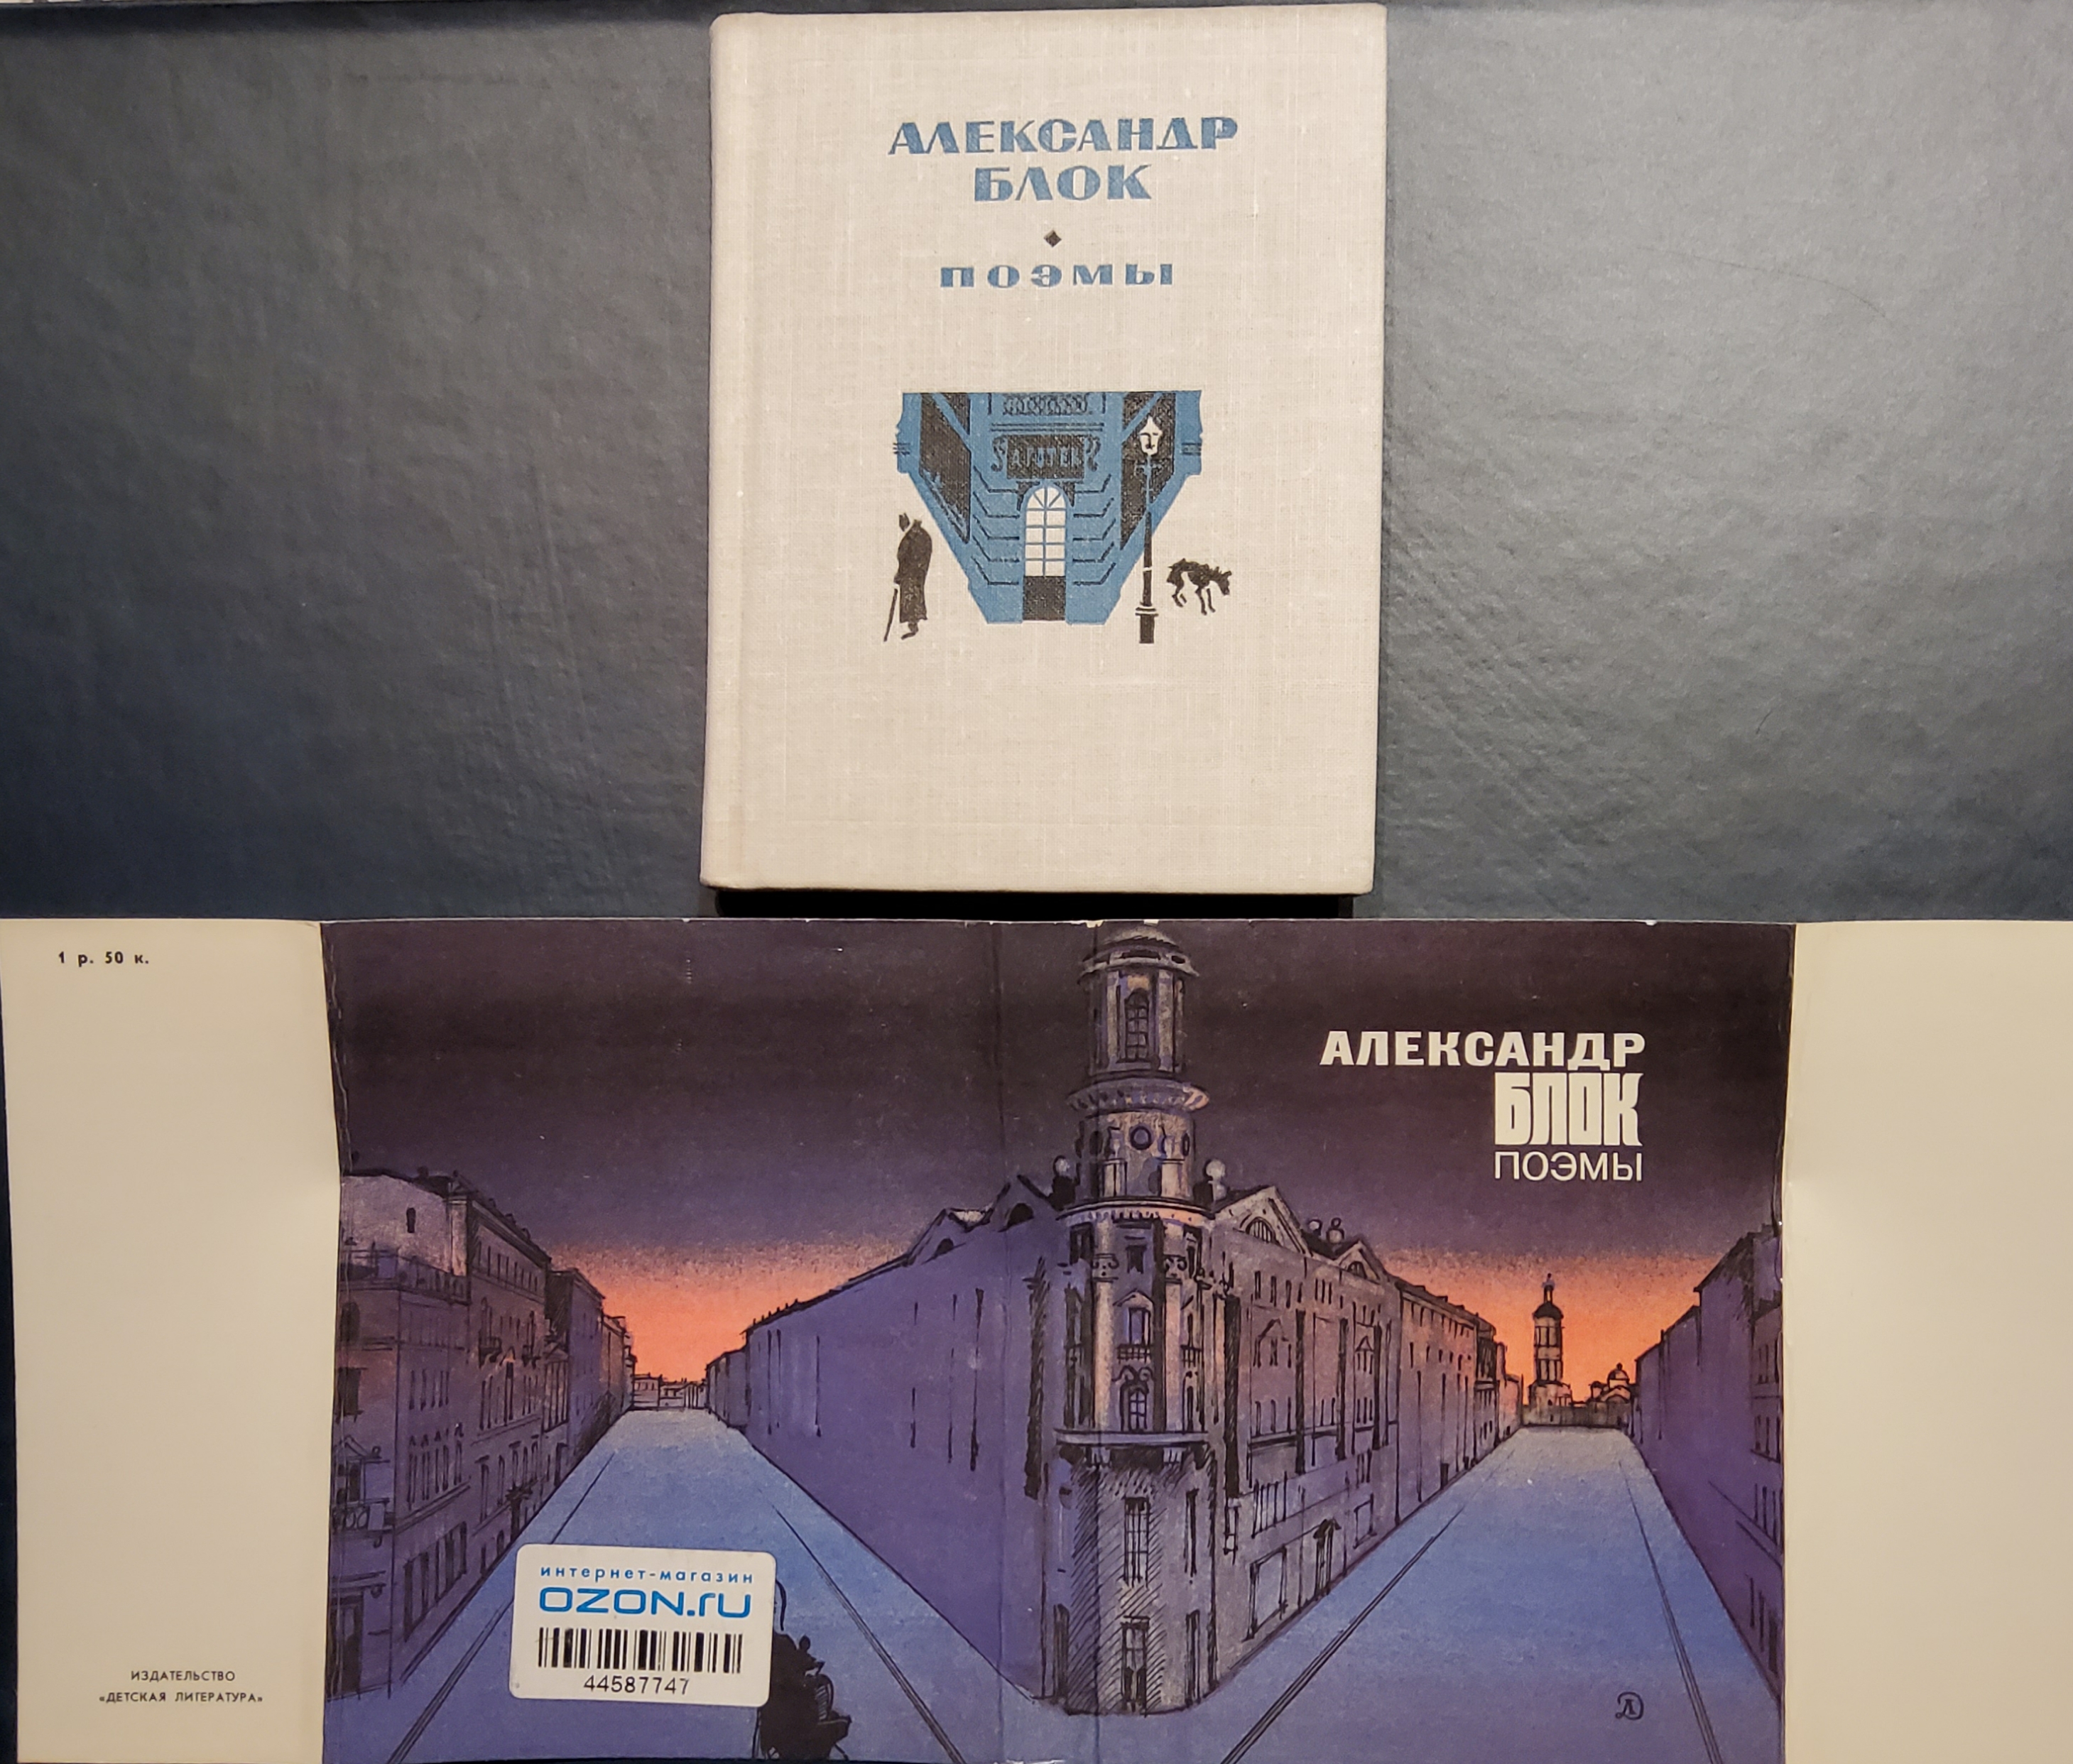 АЛЕКСАНДР
БЛОК
ПОЭМЫ
АПТЕКА
1 р. 50 к.
АЛЕКСАНДР
БЛОК
ПОЭМЫ
интернет-магазин
OZON.ru
44587747
ИЗДАТЕЛЬСТВО
«ДЕТСКАЯ ЛИТЕРАТУРА»